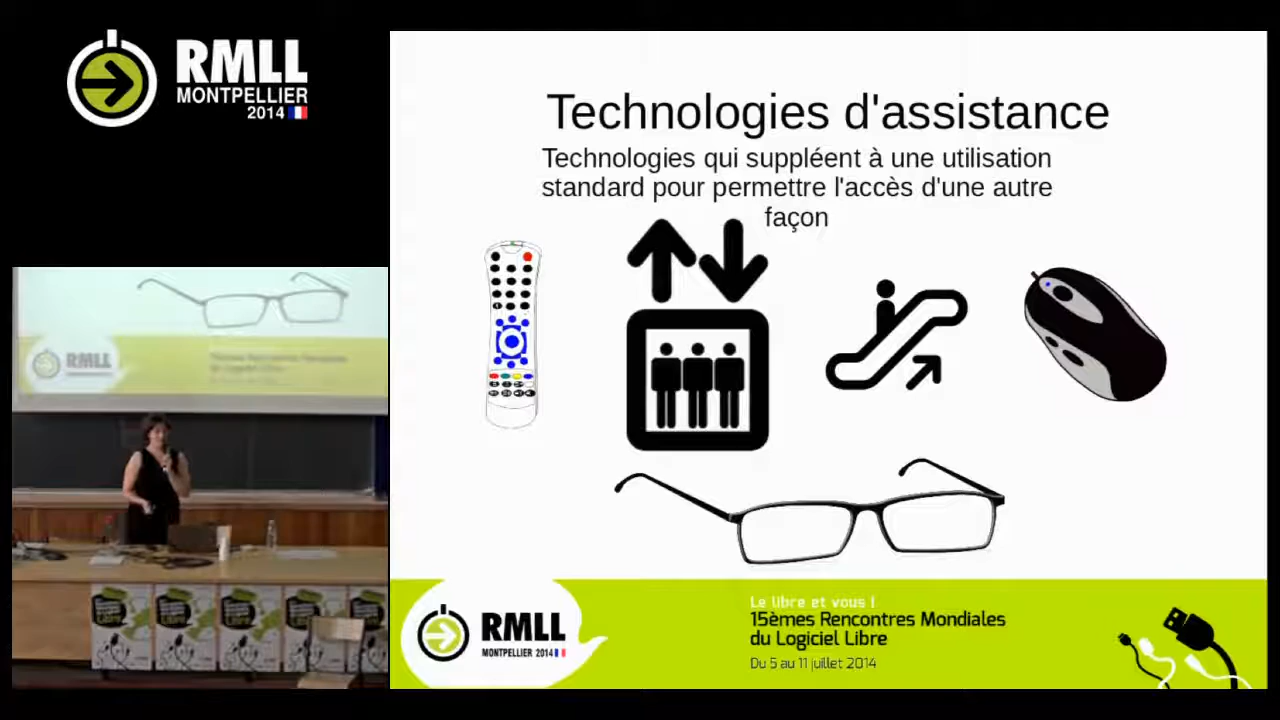 RMLL
MONTPELLIER
2014
Technologies d'assistance
Technologies qui suppléent à une utilisation
standard pour permettre l'accès d'une autre
façon
RMLL
RMLL
MONTPELLIER 2014
Le libre et vous !
15èmes Rencontres Mondiales
du Logiciel Libre
Du 5 au 11 juillet 2014